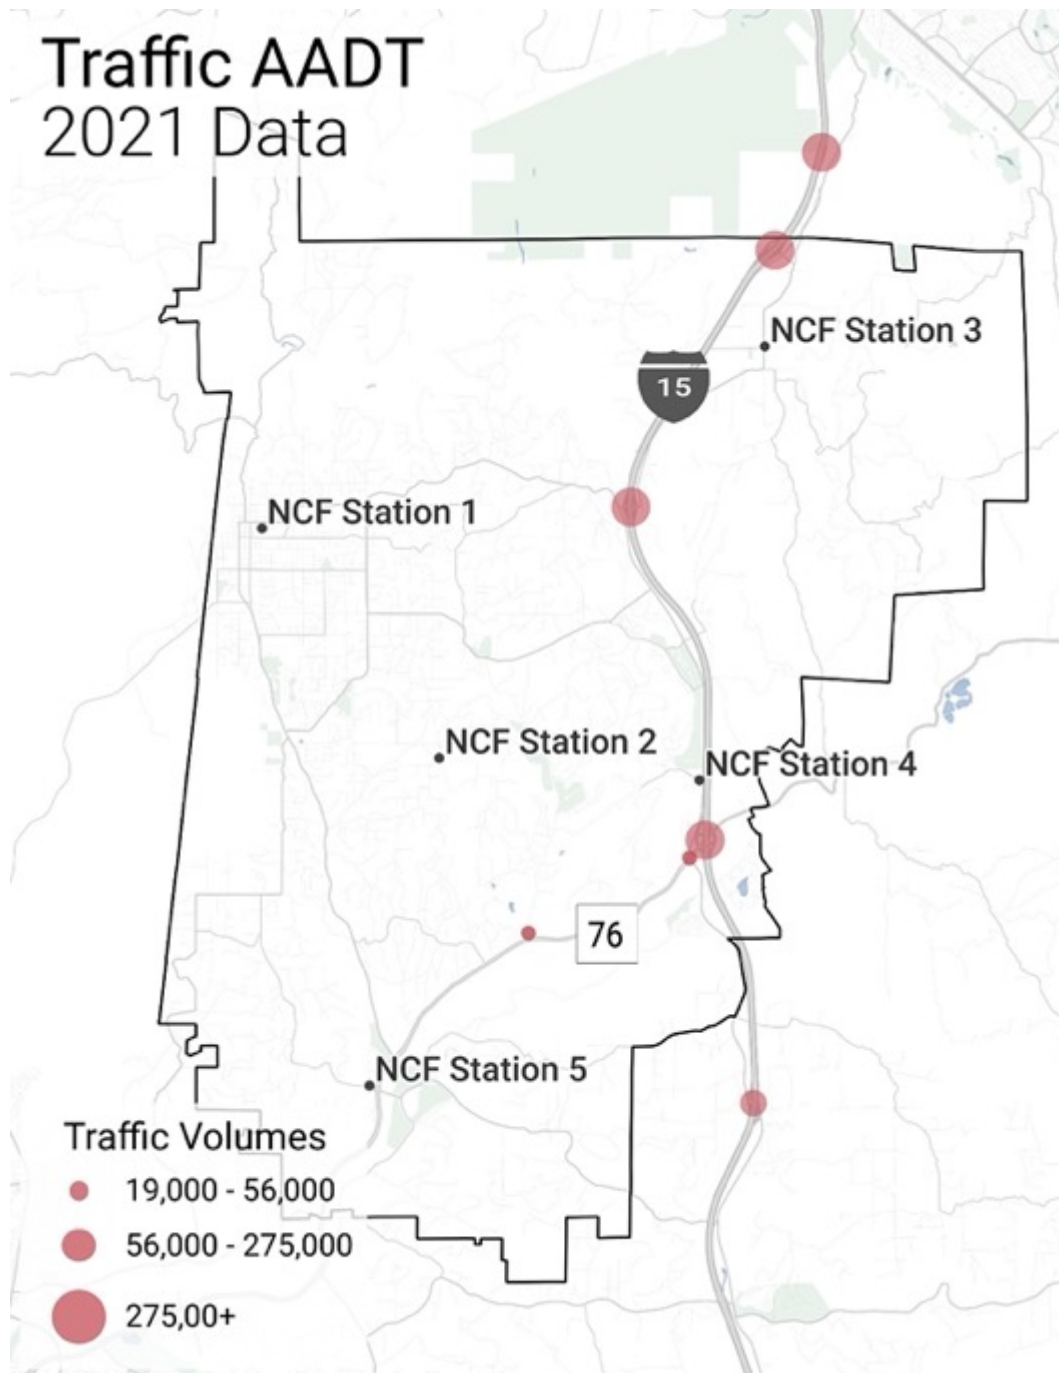 Traffic AADT
2021 Data
NCF Station 3
15
NCF Station 1
NCF Station 2
NCF Station 4
76
NCF Station 5
Traffic Volumes
19,000 - 56,000
56,000 - 275,000
275,00+